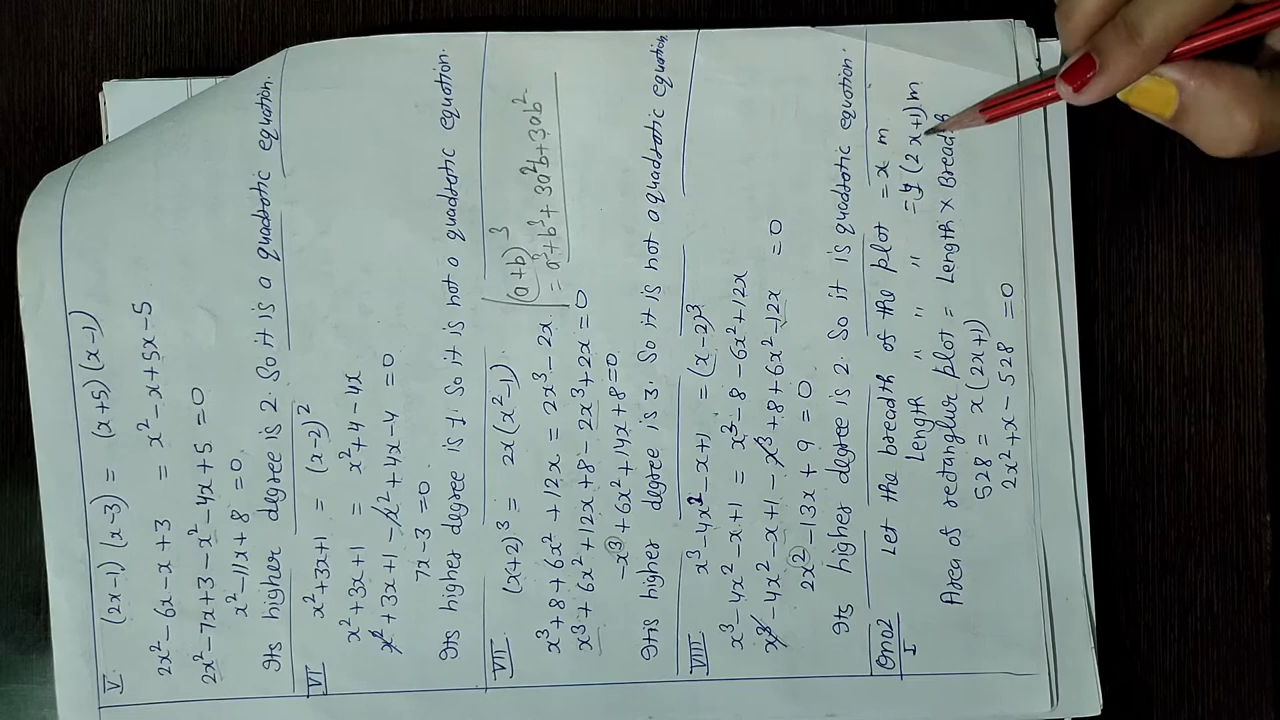 V. (2x-1) (x-3) = (x+5) (x-1)
2x² - 6x - x + 3 = x² - x + 5x - 5
2x² - 7x + 3 - x² - 4x + 5 = 0
x² - 11x + 8 = 0
Its higher degree is 2. So it is a quadratic equation.
VI x² + 3x + 1 = (x-2)²
x² + 3x + 1 = x² + 4 - 4x
x² + 3x + 1 - x² + 4x - 4 = 0
7x - 3 = 0
Its higher degree is 1. So it is not a quadratic equation.
VII. (x+2)³ = 2x(x²-1)
(a+b)³
= a³ + b³ + 3a²b + 3ab²
x³ + 8 + 6x² + 12x = 2x³ - 2x
x³ + 6x² + 12x + 8 - 2x³ + 2x = 0
-x³ + 6x² + 14x + 8 = 0
Its higher degree is 3. So it is not a quadratic equation
VIII x³ - 4x² - x + 1 = (x-2)³
x³ - 4x² - x + 1 = x³ - 8 - 6x² + 12x
x³ - 4x² - x + 1 - x³ + 8 + 6x² - 12x = 0
2x² - 13x + 9 = 0
Its higher degree is 2. So it is quadratic equation.
Qno2 Let the breadth of the plot = x m
I Length " " " = (2x+1) m
Area of rectanglur plot = Length × Breadth
528 = x (2x+1)
2x² + x - 528 = 0